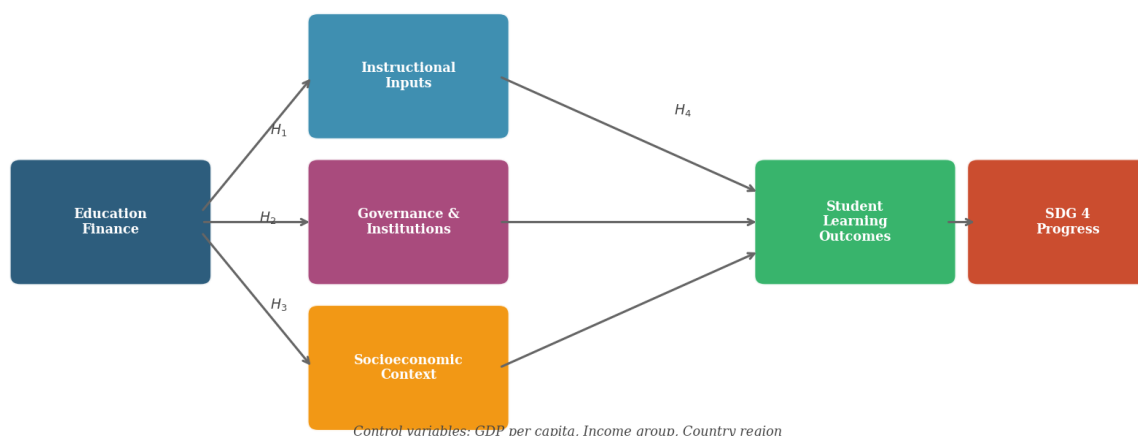 Instructional
Inputs
H4
H1
Education
Finance
H2
Governance &
Institutions
Student
Learning
Outcomes
SDG 4
Progress
H3
Socioeconomic
Context
Control variables: GDP per capita, Income group, Country region